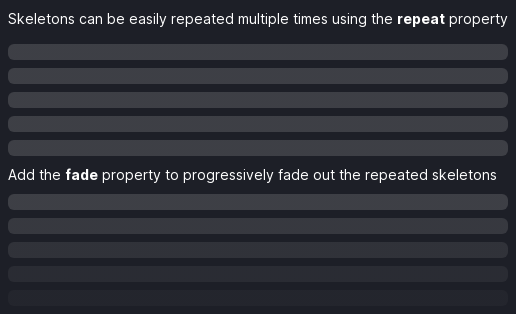 Skeletons can be easily repeated multiple times using the repeat property
Add the fade property to progressively fade out the repeated skeletons